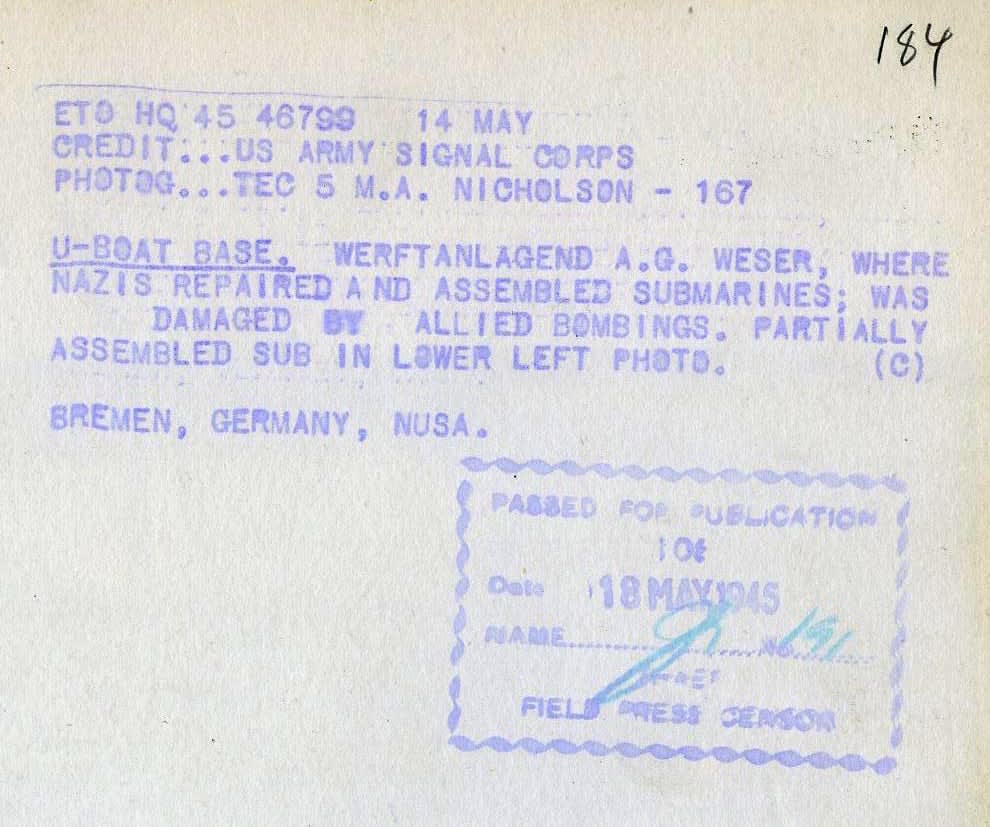 184
ETO HQ 45 46799 14 MAY
CREDIT...US ARMY SIGNAL CORPS
PHOTOG...TEC 5 M.A. NICHOLSON - 167
U-BOAT BASE. WERFTANLAGEND A.G. WESER, WHERE
NAZIS REPAIRED AND ASSEMBLED SUBMARINES; WAS
DAMAGED BY ALLIED BOMBINGS. PARTIALLY
ASSEMBLED SUB IN LOWER LEFT PHOTO. (C)
BREMEN, GERMANY, NUSA.
PASSED FOR PUBLICATION
Date 18 MAY 1945
NAME No. 191
FIELD PRESS CENSOR